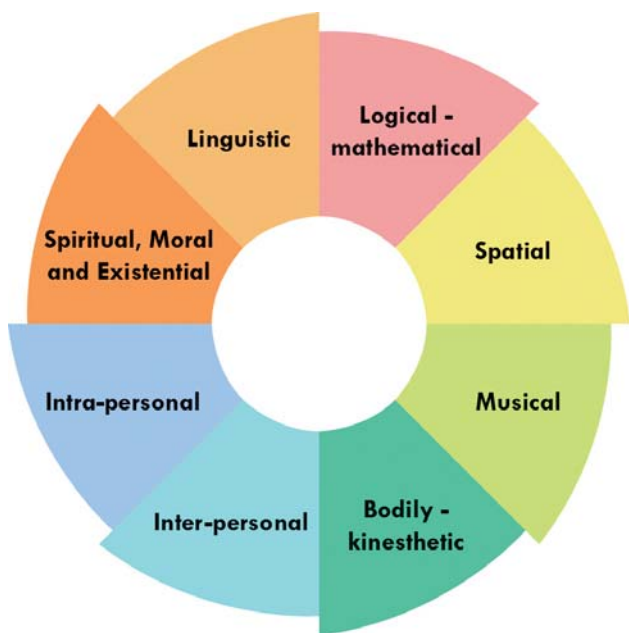 Linguistic
Logical -
mathematical
Spatial
Musical
Bodily -
kinesthetic
Inter-personal
Intra-personal
Spiritual, Moral
and Existential